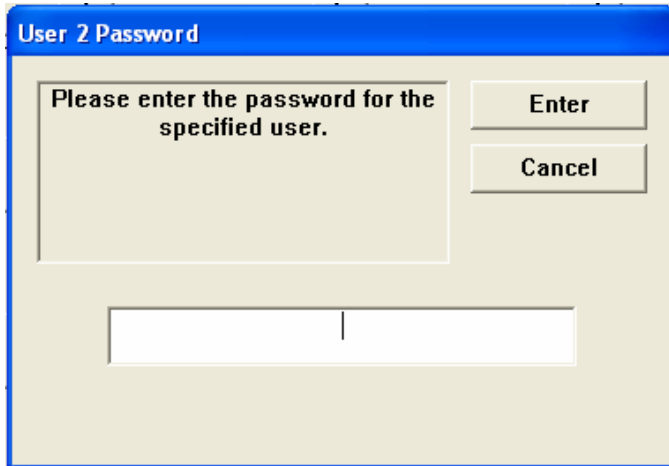 User 2 Password
Please enter the password for the
specified user.
Enter
Cancel